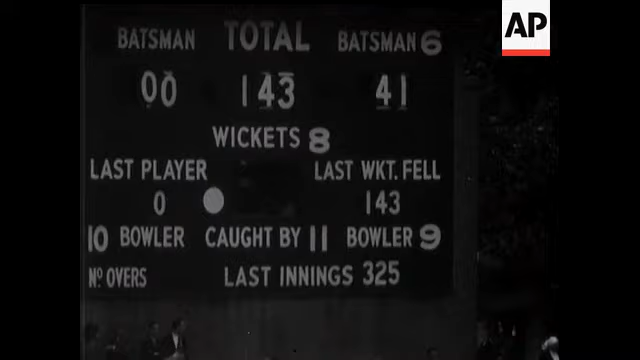 AP
BATSMAN TOTAL BATSMAN 6
00 143 41
WICKETS 8
LAST PLAYER LAST WKT. FELL
0 143
10 BOWLER CAUGHT BY 11 BOWLER 9
Nº OVERS LAST INNINGS 325